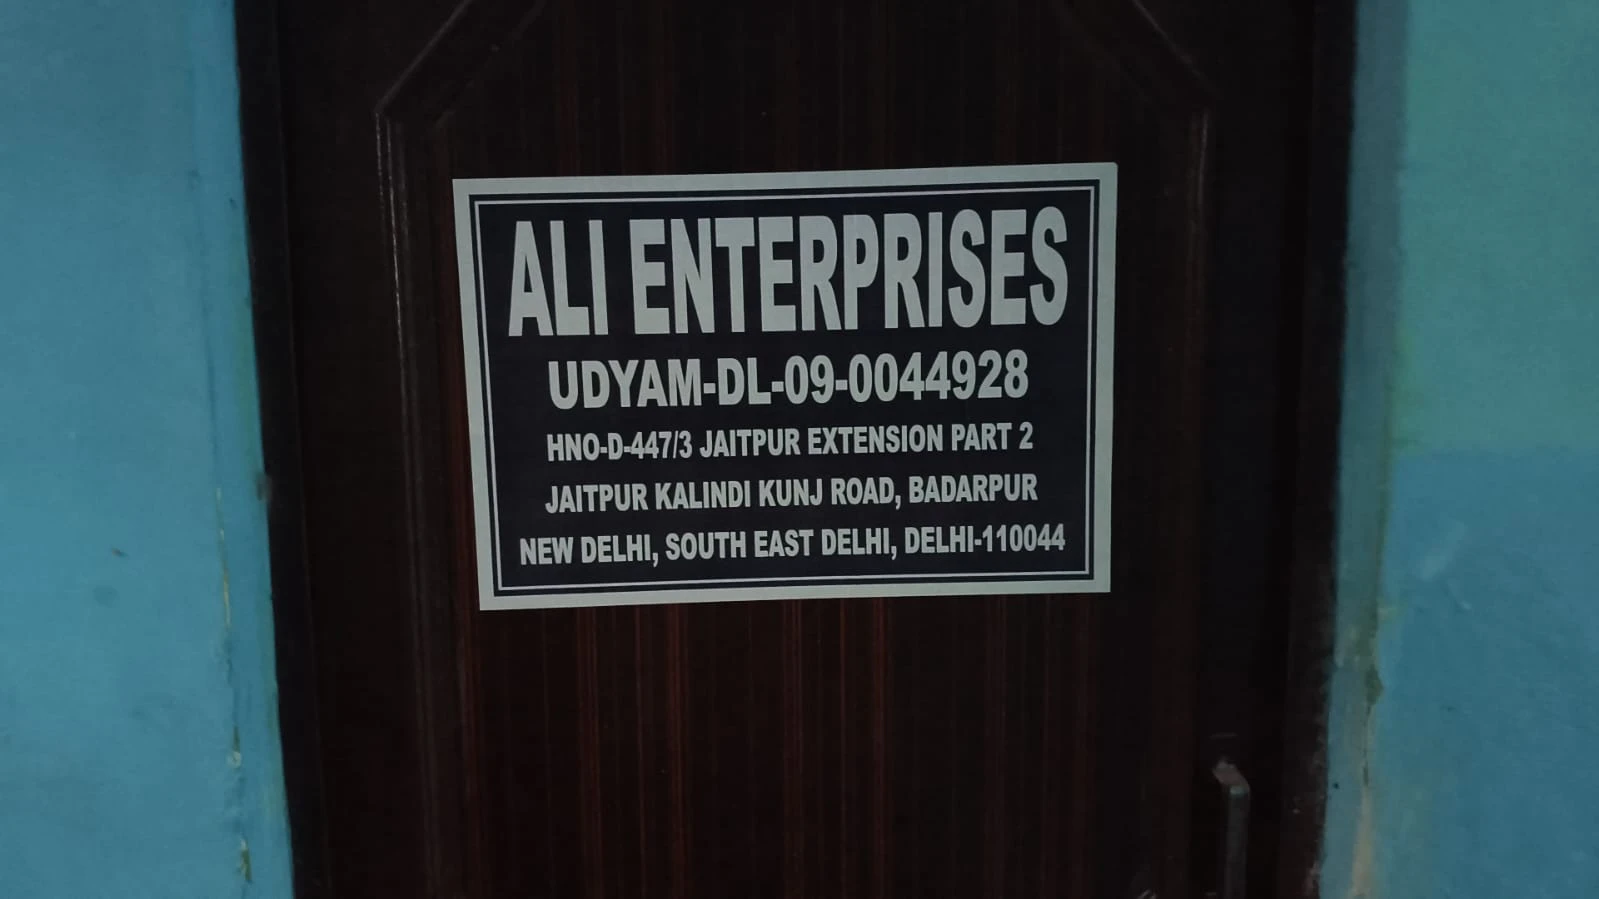 ALI ENTERPRISES
UDYAM-DL-09-0044928
HNO-D-447/3 JAITPUR EXTENSION PART 2
JAITPUR KALINDI KUNJ ROAD, BADARPUR
NEW DELHI, SOUTH EAST DELHI, DELHI-110044